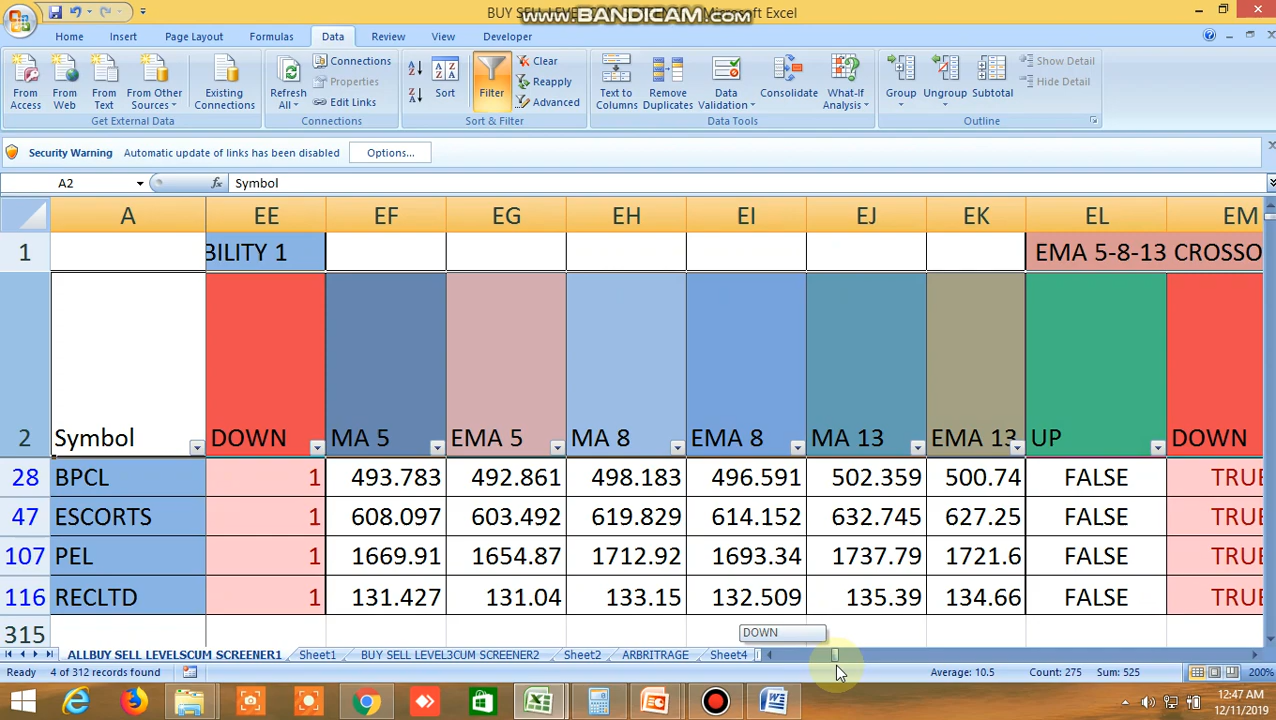 BUY SELL LEVE
Microsoft Excel
www.BANDICAM.com
Home Insert Page Layout Formulas Data Review View Developer
From Access
From Web
From Text
From Other Sources
Existing Connections
Get External Data
Refresh All
Connections
Properties
Edit Links
Connections
Sort
Filter
Clear
Reapply
Advanced
Sort & Filter
Text to Columns
Remove Duplicates
Data Validation
Consolidate
What-If Analysis
Data Tools
Group
Ungroup
Subtotal
Show Detail
Hide Detail
Outline
Security Warning Automatic update of links has been disabled Options...
A2 fx Symbol
A EE EF EG EH EI EJ EK EL EM
1 BILITY 1 EMA 5-8-13 CROSSO
2 Symbol DOWN MA 5 EMA 5 MA 8 EMA 8 MA 13 EMA 13 UP DOWN
28 BPCL 1 493.783 492.861 498.183 496.591 502.359 500.74 FALSE TRUE
47 ESCORTS 1 608.097 603.492 619.829 614.152 632.745 627.25 FALSE TRUE
107 PEL 1 1669.91 1654.87 1712.92 1693.34 1737.79 1721.6 FALSE TRUE
116 RECLTD 1 131.427 131.04 133.15 132.509 135.39 134.66 FALSE TRUE
315
DOWN
ALLBUY SELL LEVELSCUM SCREENER1 Sheet1 BUY SELL LEVEL3CUM SCREENER2 Sheet2 ARBITRAGE Sheet4
Ready 4 of 312 records found Average: 10.5 Count: 275 Sum: 525 200%
12:47 AM
12/11/2019